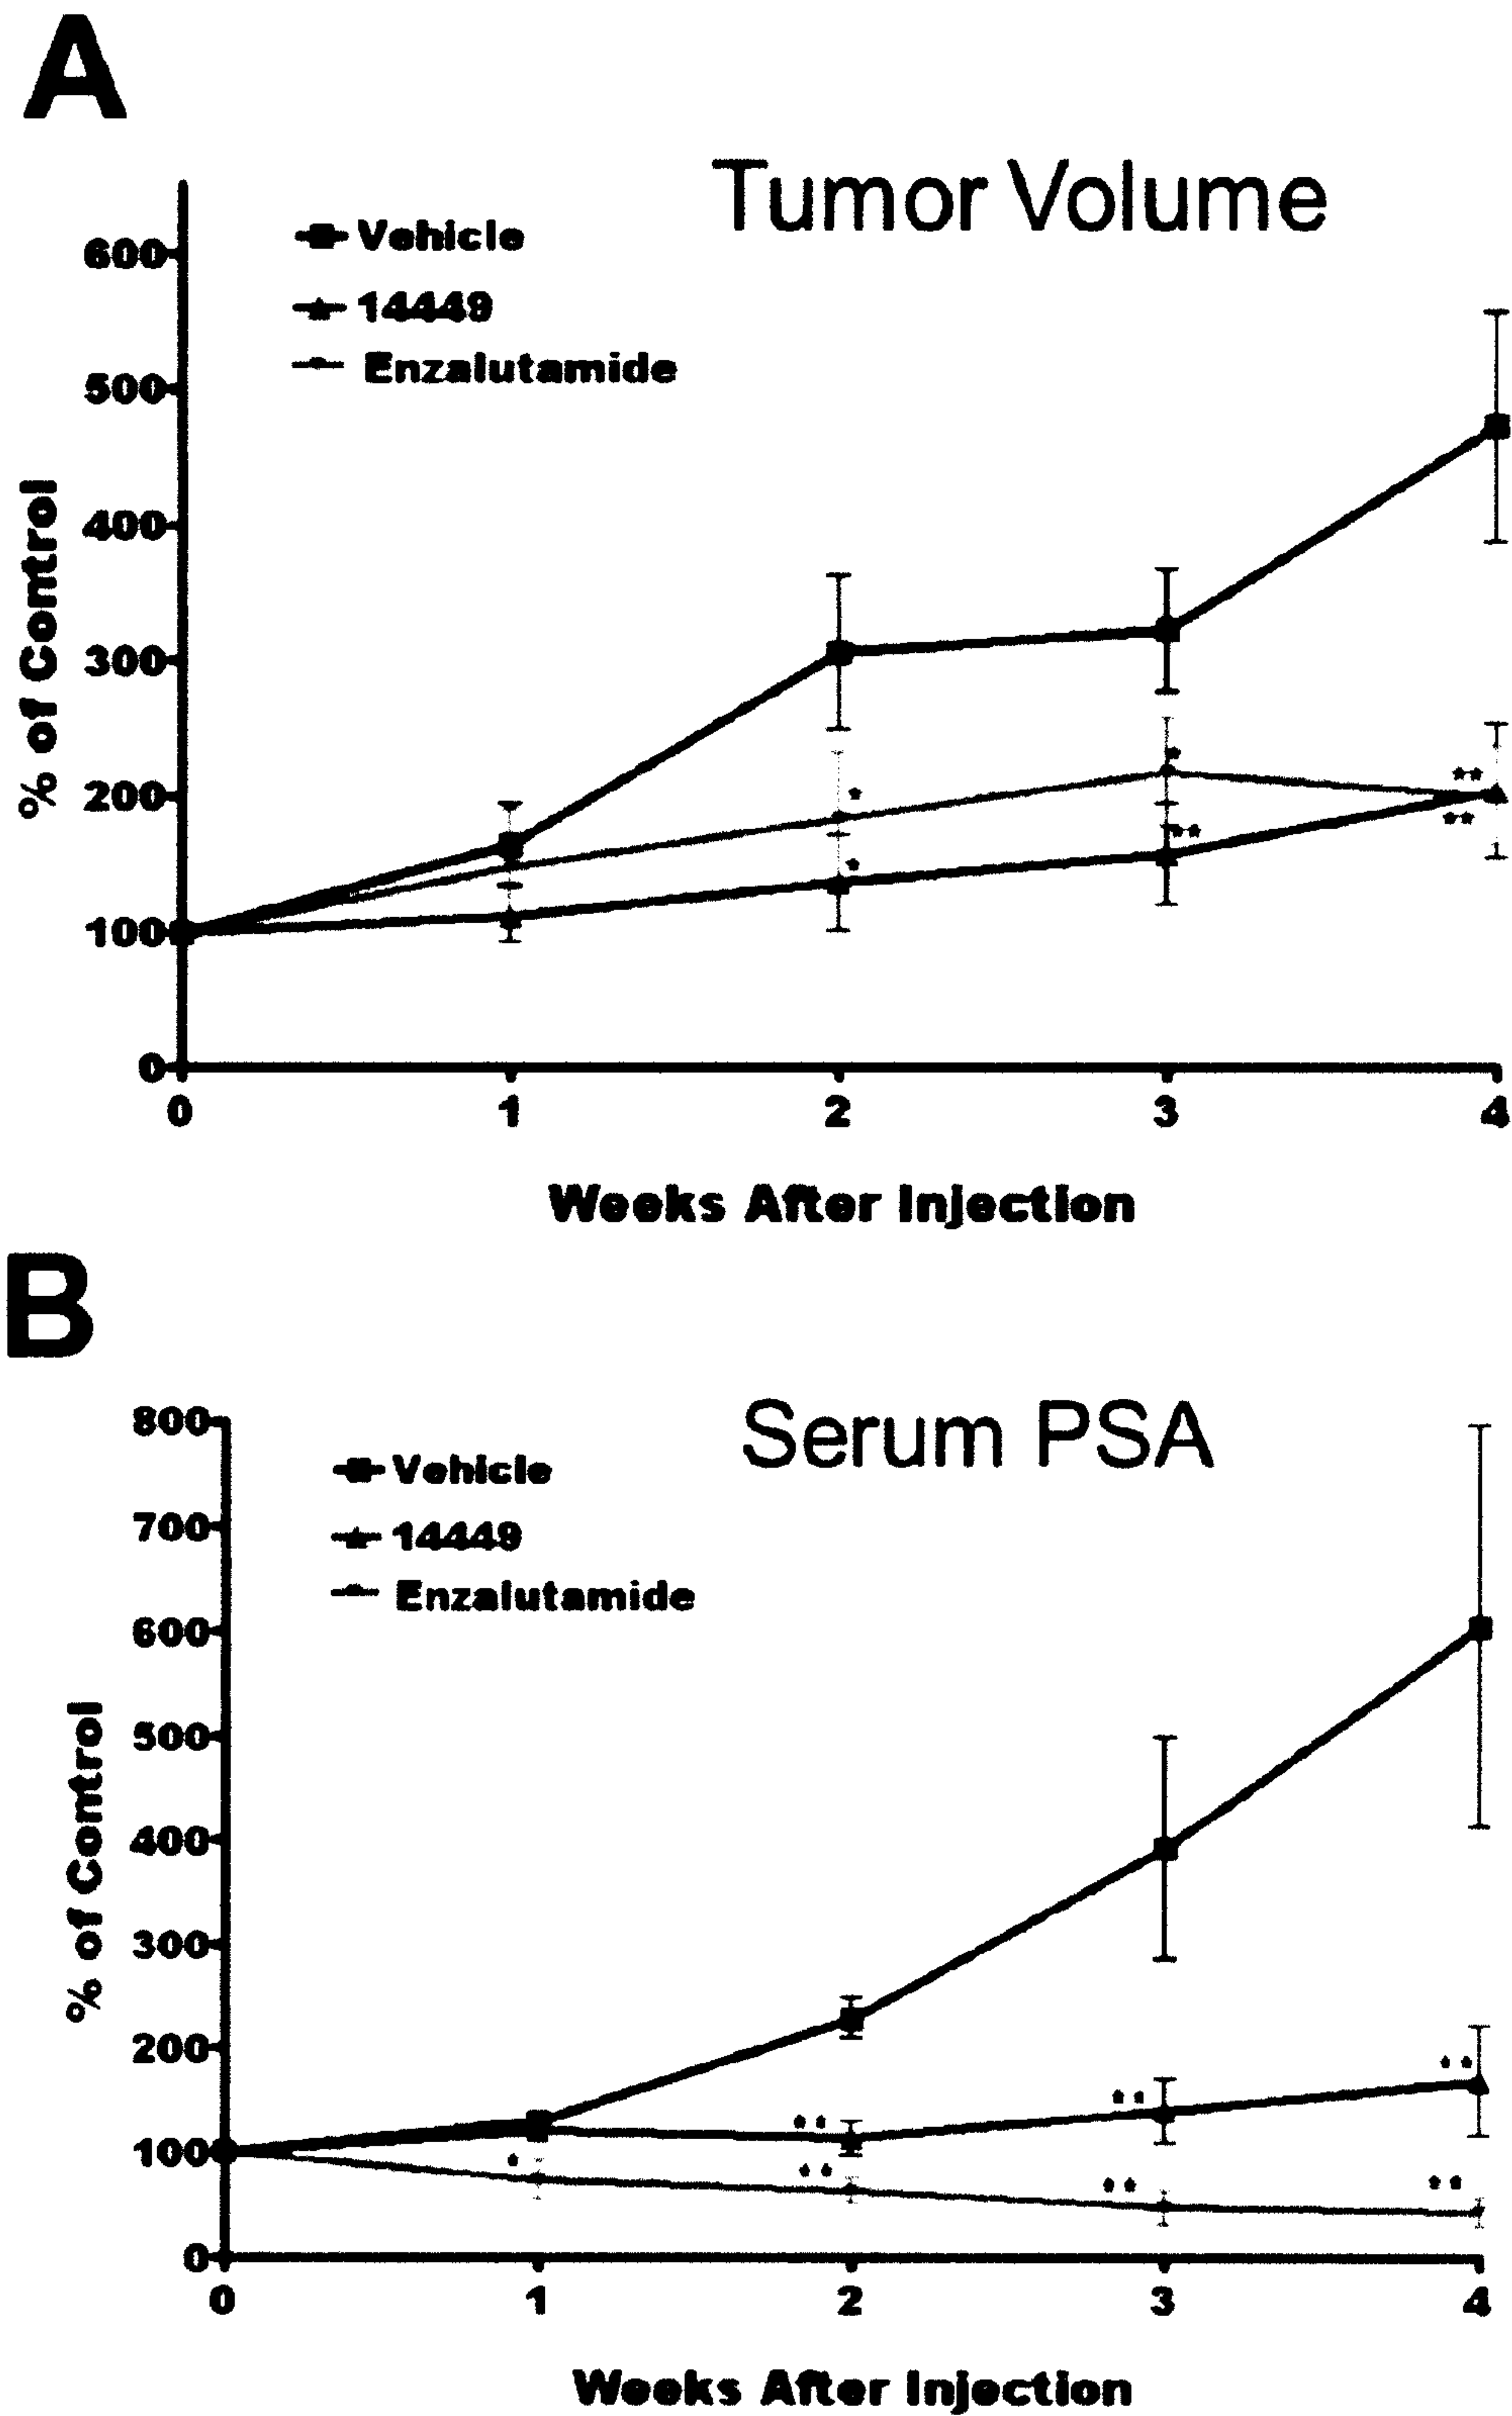 A
Tumor Volume
Vehicle
14449
Enzalutamide
600
500
400
300
200
100
0
% of Control
0 1 2 3 4
* * * ** ** **
Weeks After Injection
B
Serum PSA
Vehicle
14449
Enzalutamide
800
700
600
500
400
300
200
100
0
% of Control
** ** **
* ** ** **
0 1 2 3 4
Weeks After Injection